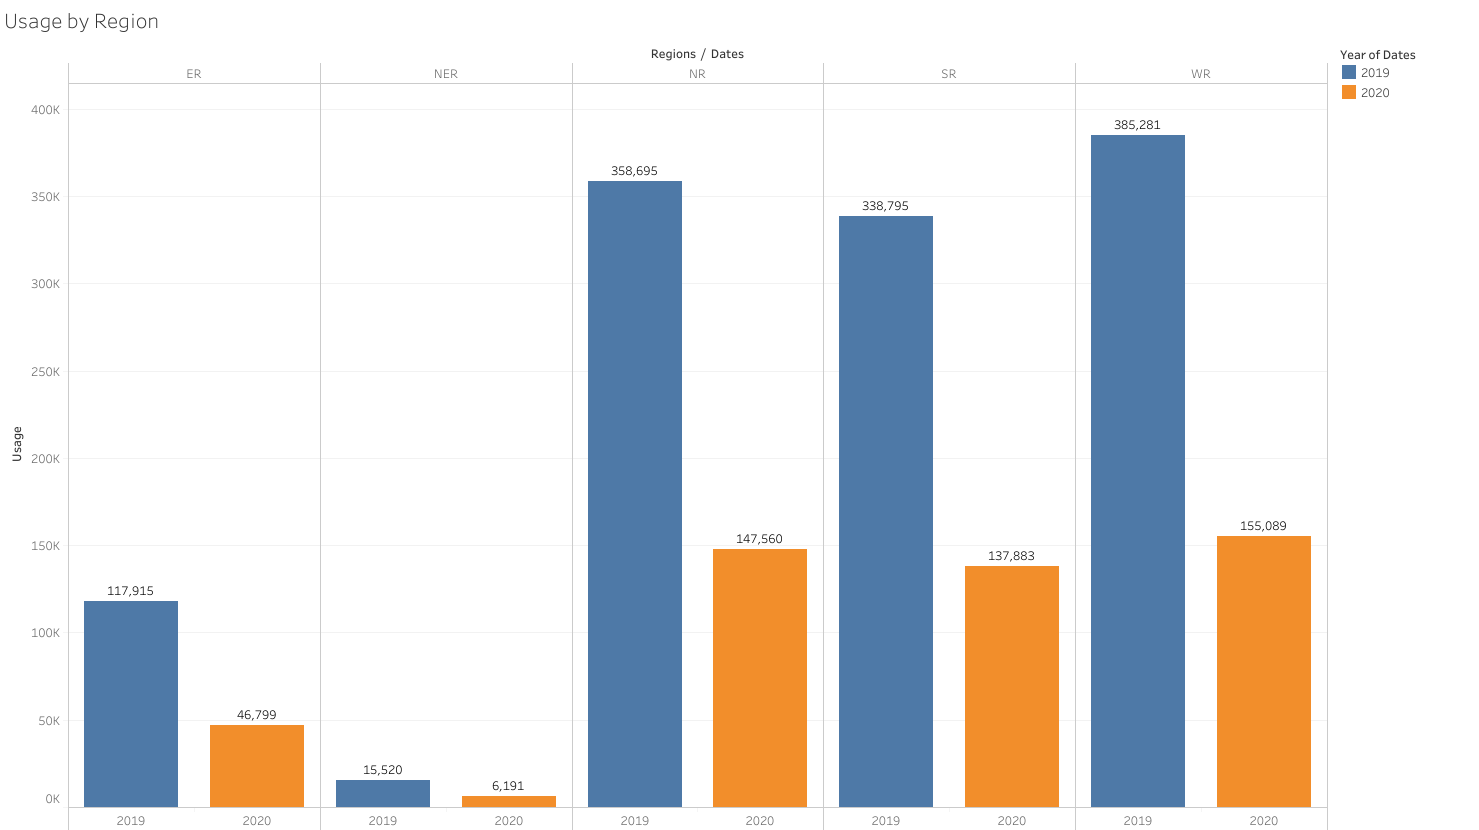 Usage by Region
Regions / Dates
ER NER NR SR WR
Year of Dates
2019
2020
Usage
400K
350K
300K
250K
200K
150K
100K
50K
0K
117,915
46,799
15,520
6,191
358,695
147,560
338,795
137,883
385,281
155,089
2019 2020 2019 2020 2019 2020 2019 2020 2019 2020